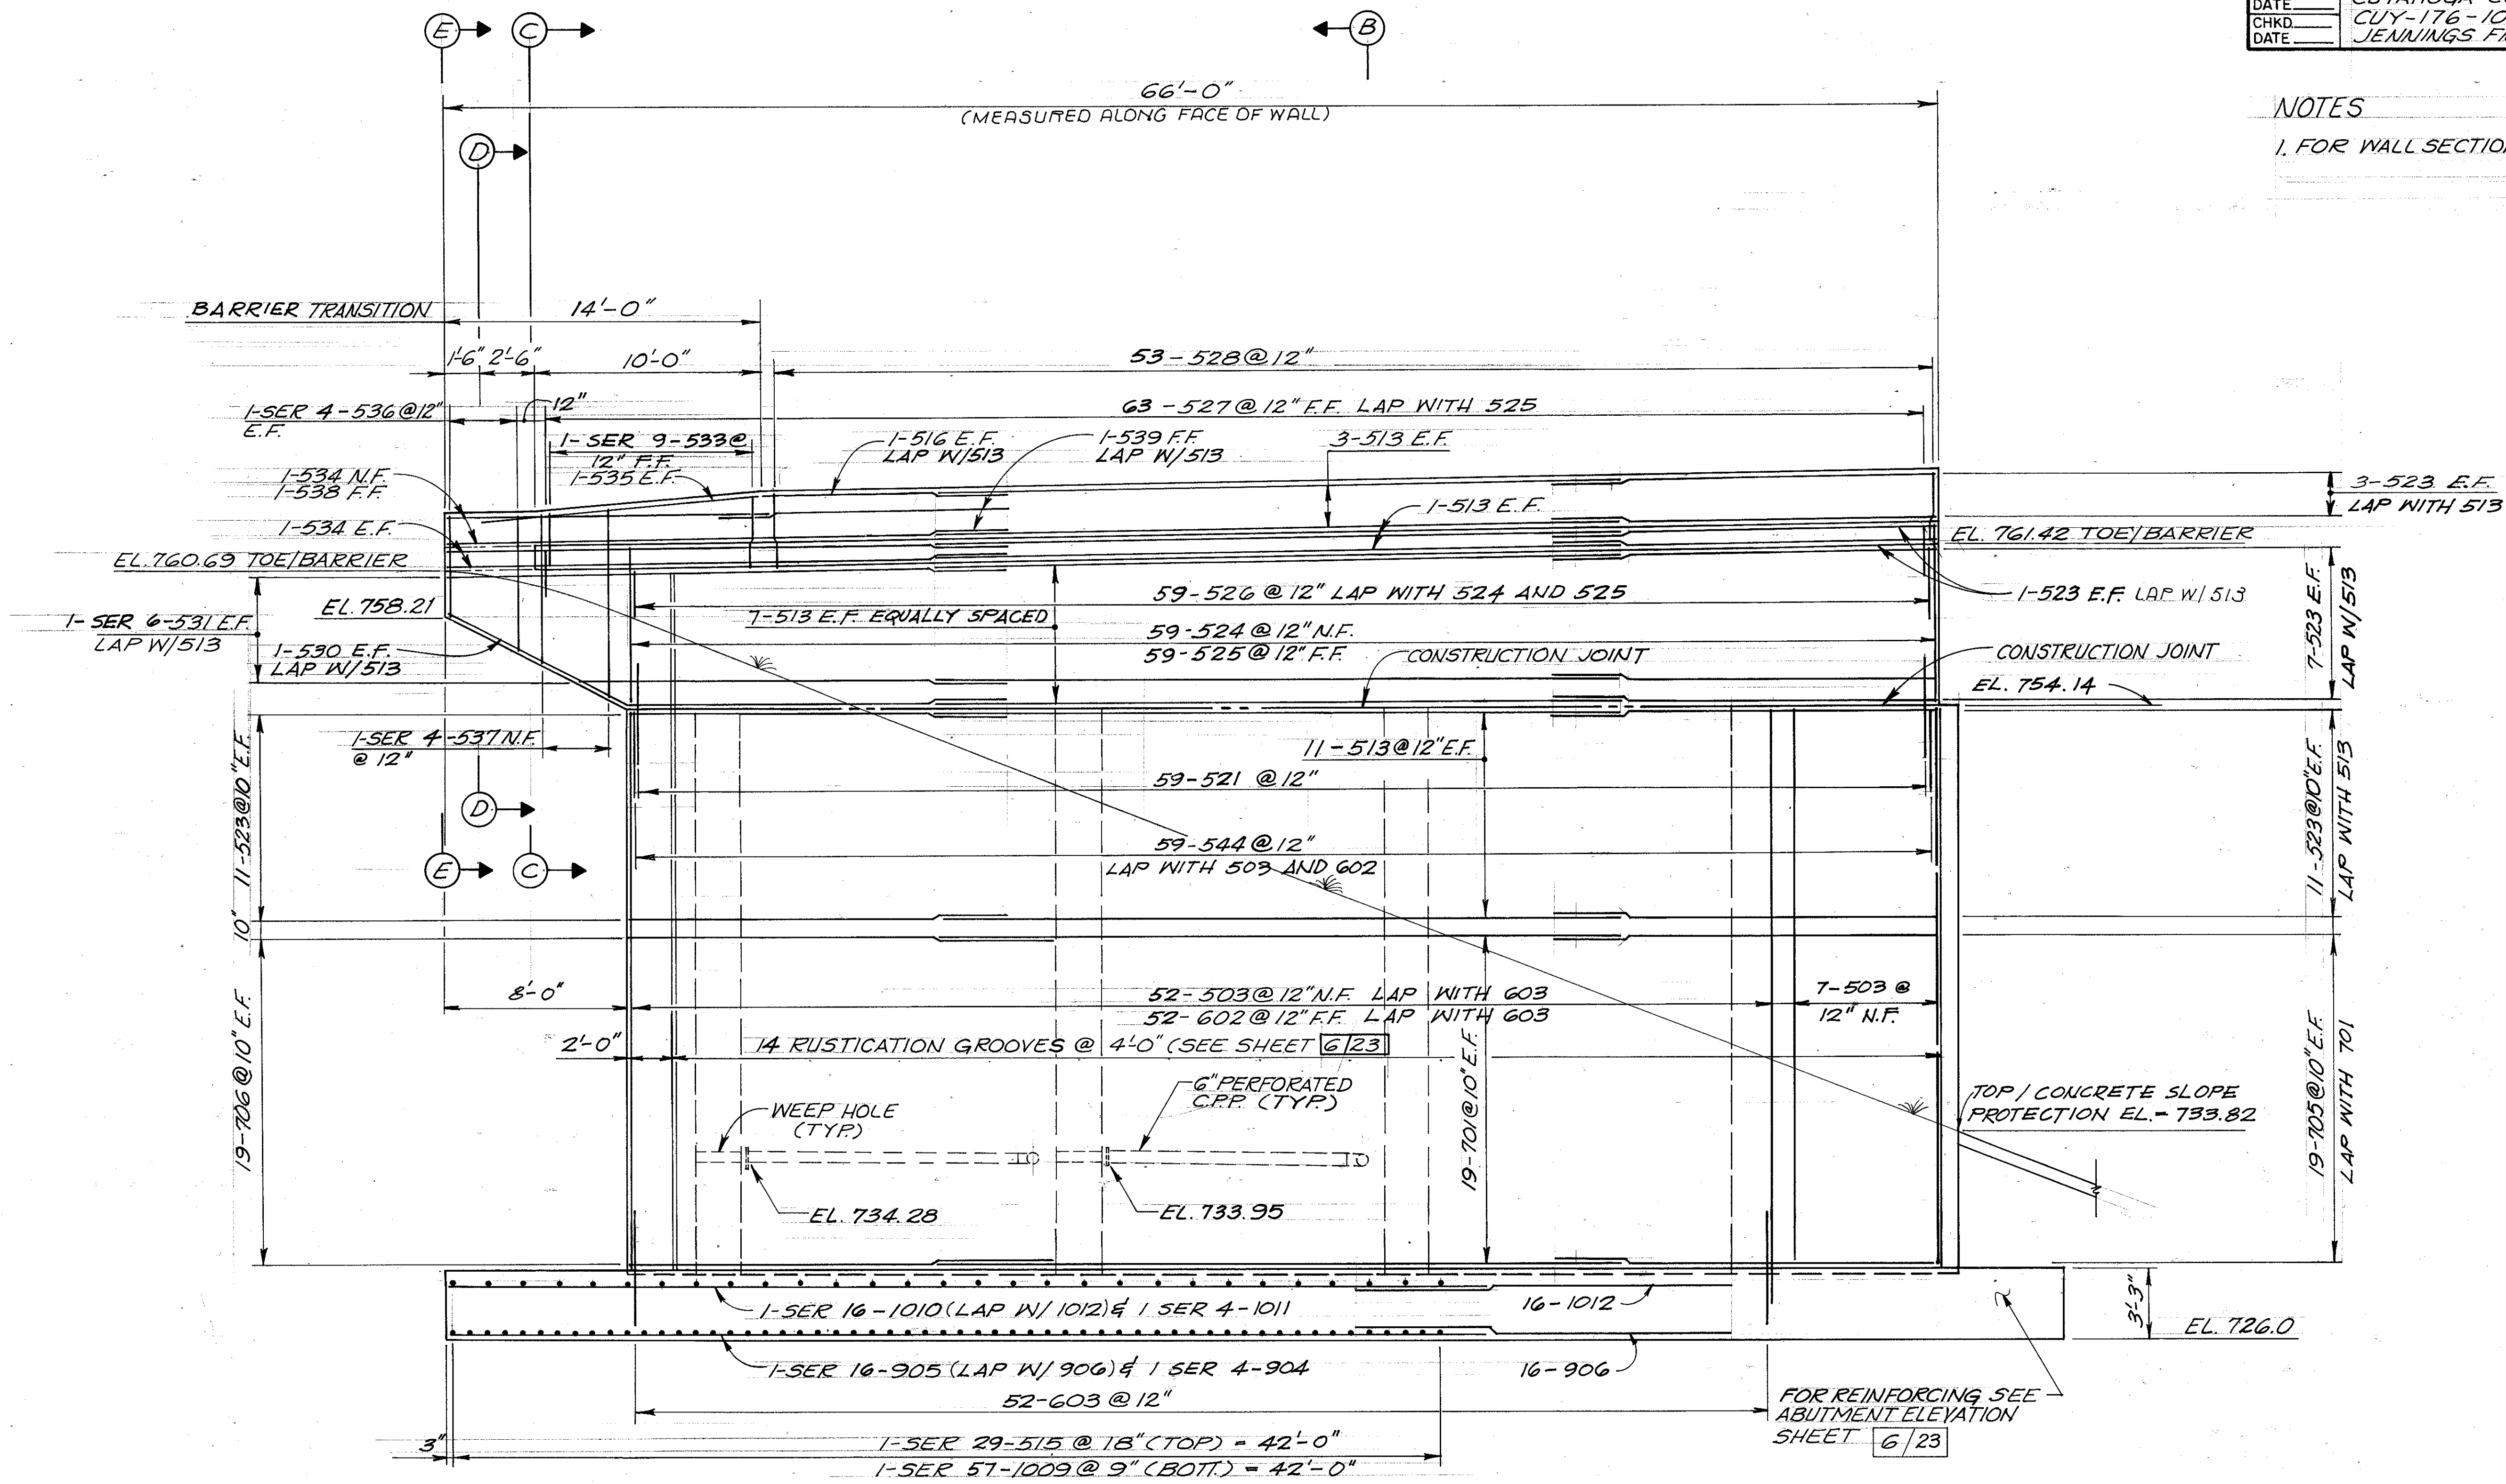 DATE
CHKD. CUY-176-10
DATE JENNINGS
NOTES
1. FOR WALL SECTION
E
C
B
66'-0"
(MEASURED ALONG FACE OF WALL)
D
BARRIER TRANSITION
14'-0"
1'-6"
2'-6"
10'-0"
53-528@12"
1-SER 4-536@12"
E.F.
12"
63-527@12" F.F. LAP WITH 525
1-SER 9-533@
12" F.F.
1-535 E.F.
1-516 E.F.
LAP W/513
1-539 F.F.
LAP W/513
3-513 E.F.
1-534 N.F.
1-538 F.F.
3-523 E.F.
LAP WITH 513
1-534 E.F.
1-513 E.F.
EL. 760.69 TOE/BARRIER
EL. 761.42 TOE/BARRIER
EL. 758.21
59-526 @ 12" LAP WITH 524 AND 525
1-523 E.F. LAP W/513
1-SER 6-531 E.F.
LAP W/513
7-513 E.F. EQUALLY SPACED
59-524 @ 12" N.F.
59-525 @ 12" F.F.
7-523 E.F.
LAP W/513
1-530 E.F.
LAP W/513
CONSTRUCTION JOINT
CONSTRUCTION JOINT
EL. 754.14
1-SER 4-537 N.F.
@ 12"
11-513@12" E.F.
59-521 @ 12"
11-523@10" E.F.
10"
11-523@10" E.F.
LAP WITH 513
D
59-544 @ 12"
LAP WITH 503 AND 602
E
C
8'-0"
52-503@12" N.F. LAP WITH 603
52-602@12" F.F. LAP WITH 603
7-503 @
12" N.F.
2'-0"
14 RUSTICATION GROOVES @ 4'-0" (SEE SHEET 6/23
19-706@10" E.F.
19-701@10" E.F.
19-705@10" E.F.
LAP WITH 701
6" PERFORATED
C.P.P. (TYP.)
WEEP HOLE
(TYP.)
TOP/CONCRETE SLOPE
PROTECTION EL.= 733.82
EL. 734.28
EL. 733.95
1-SER 16-1010 (LAP W/1012) & 1 SER 4-1011
16-1012
3'-3"
EL. 726.0
1-SER 16-905 (LAP W/906) & 1 SER 4-904
16-906
52-603 @ 12"
FOR REINFORCING SEE
ABUTMENT ELEVATION
SHEET 6/23
3"
1-SER 29-515 @ 18" (TOP) = 42'-0"
1-SER 57-1009 @ 9" (BOTT.) = 42'-0"